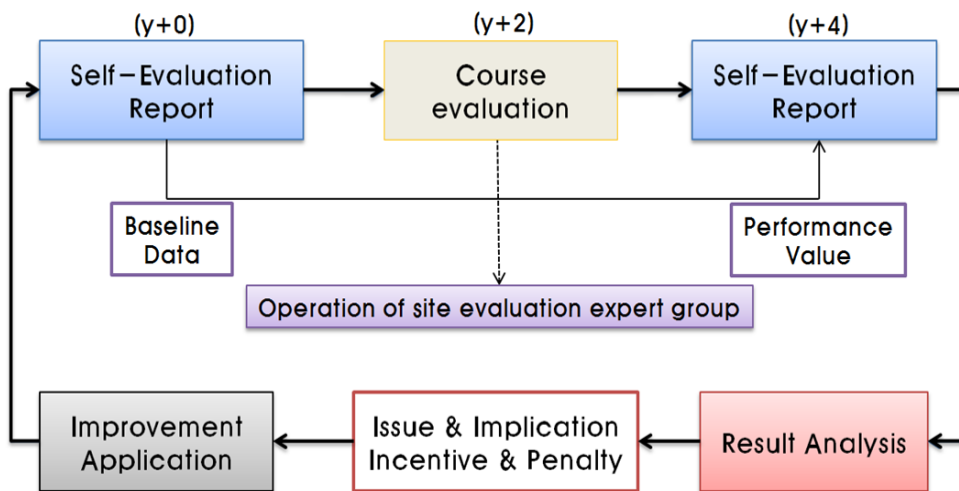 (y+0)
(y+2)
(y+4)
Self-Evaluation
Report
Course
evaluation
Self-Evaluation
Report
Baseline
Data
Performance
Value
Operation of site evaluation expert group
Improvement
Application
Issue & Implication
Incentive & Penalty
Result Analysis